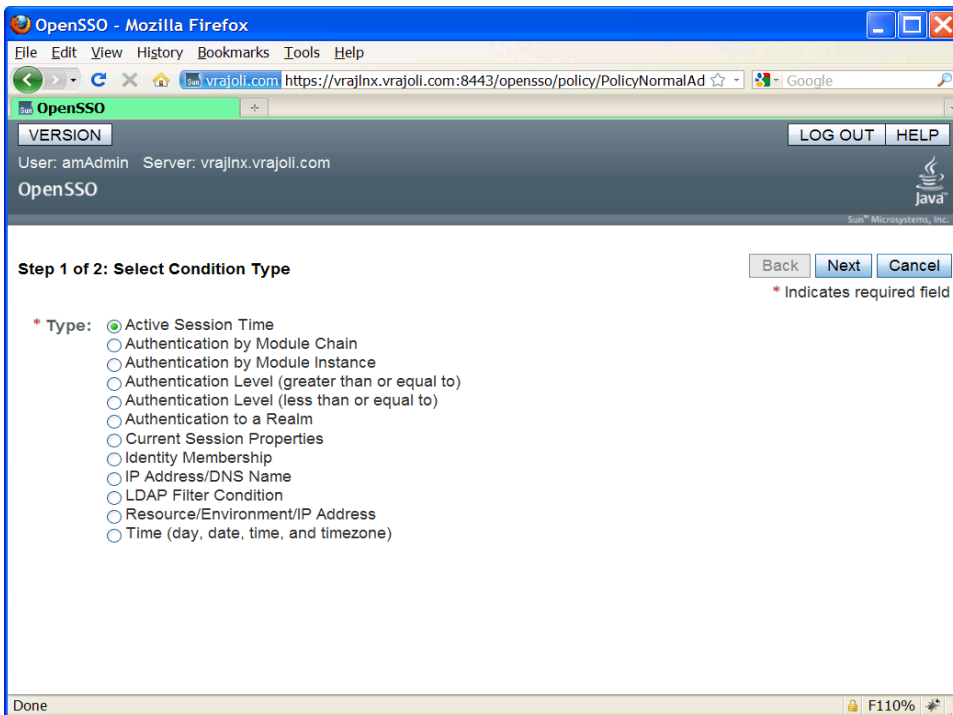 OpenSSO - Mozilla Firefox
File Edit View History Bookmarks Tools Help
Sun vrajoli.com https://vrajlnx.vrajoli.com:8443/opensso/policy/PolicyNormalAd Google
Sun OpenSSO
VERSION LOG OUT HELP
User: amAdmin Server: vrajlnx.vrajoli.com
OpenSSO
Java™
Sun™ Microsystems, Inc.
Step 1 of 2: Select Condition Type Back Next Cancel
* Indicates required field
* Type: Active Session Time
Authentication by Module Chain
Authentication by Module Instance
Authentication Level (greater than or equal to)
Authentication Level (less than or equal to)
Authentication to a Realm
Current Session Properties
Identity Membership
IP Address/DNS Name
LDAP Filter Condition
Resource/Environment/IP Address
Time (day, date, time, and timezone)
Done F110%